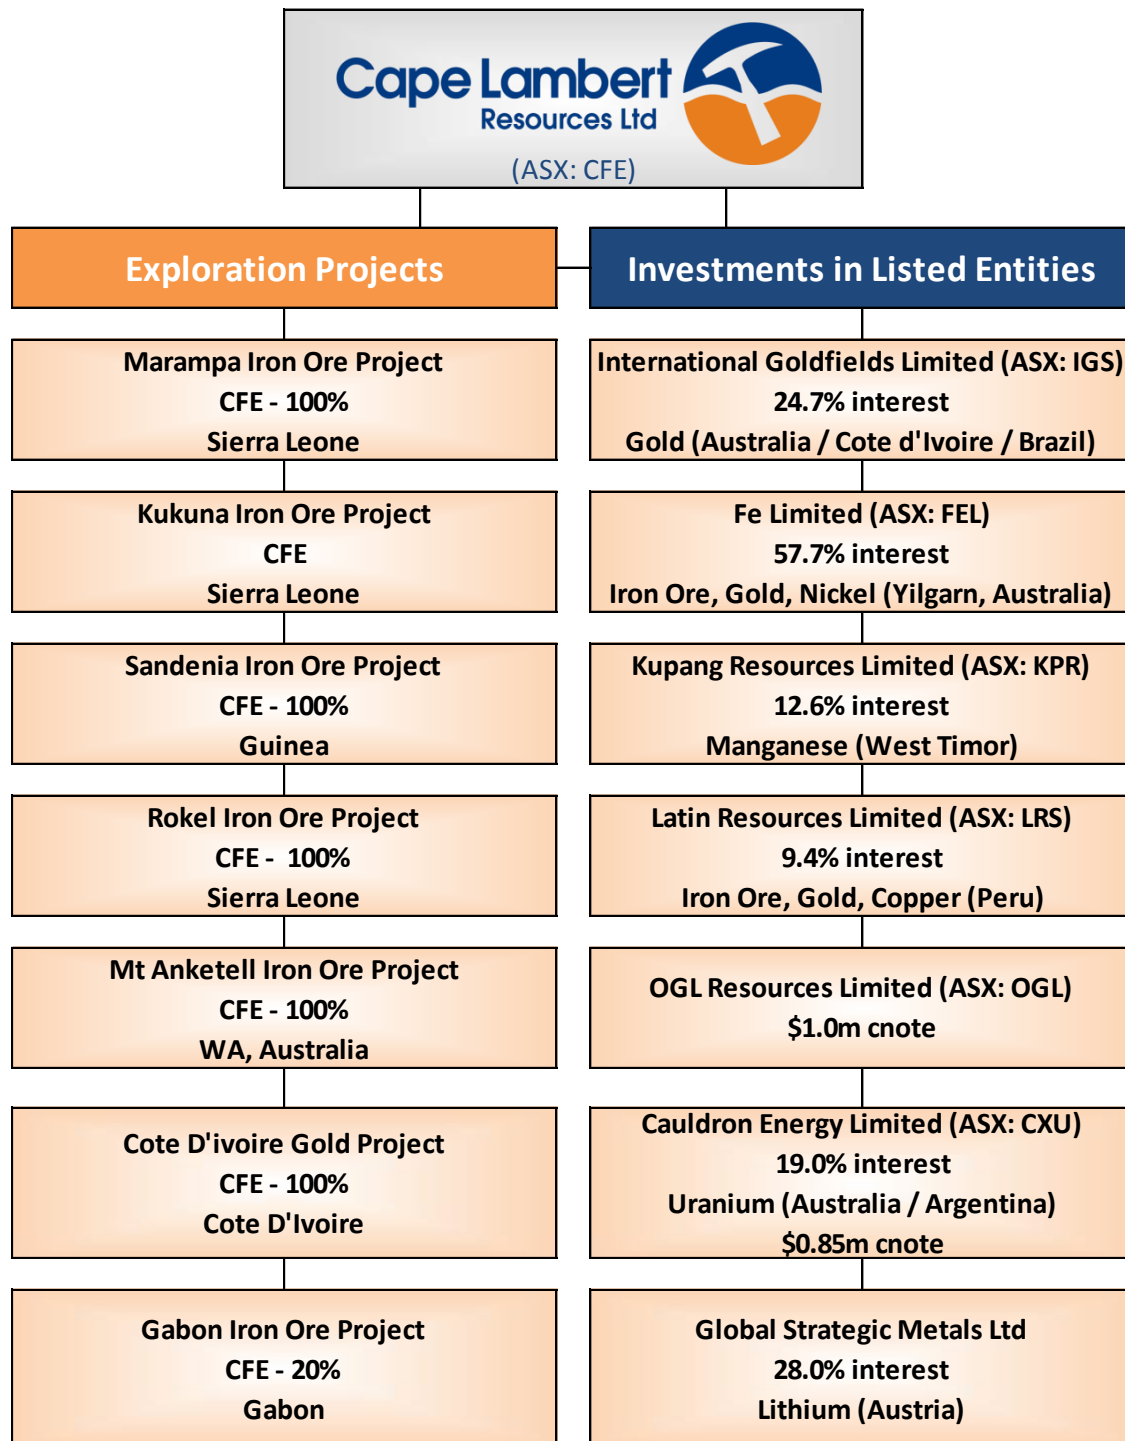 Cape Lambert
Resources Ltd
(ASX: CFE)
Exploration Projects
Marampa Iron Ore Project
CFE - 100%
Sierra Leone
Kukuna Iron Ore Project
CFE
Sierra Leone
Sandenia Iron Ore Project
CFE - 100%
Guinea
Rokel Iron Ore Project
CFE -  100%
Sierra Leone
Mt Anketell Iron Ore Project
CFE - 100%
WA, Australia
Cote D'ivoire Gold Project
CFE - 100%
Cote D'Ivoire
Gabon Iron Ore Project
CFE - 20%
Gabon
Investments in Listed Entities
International Goldfields Limited (ASX: IGS)
24.7% interest
Gold (Australia / Cote d'Ivoire / Brazil)
Fe Limited (ASX: FEL)
57.7% interest
Iron Ore, Gold, Nickel (Yilgarn, Australia)
Kupang Resources Limited (ASX: KPR)
12.6% interest
Manganese (West Timor)
Latin Resources Limited (ASX: LRS)
9.4% interest
Iron Ore, Gold, Copper (Peru)
OGL Resources Limited (ASX: OGL)
$1.0m cnote
Cauldron Energy Limited (ASX: CXU)
19.0% interest
Uranium (Australia / Argentina)
$0.85m cnote
Global Strategic Metals Ltd
28.0% interest
Lithium (Austria)